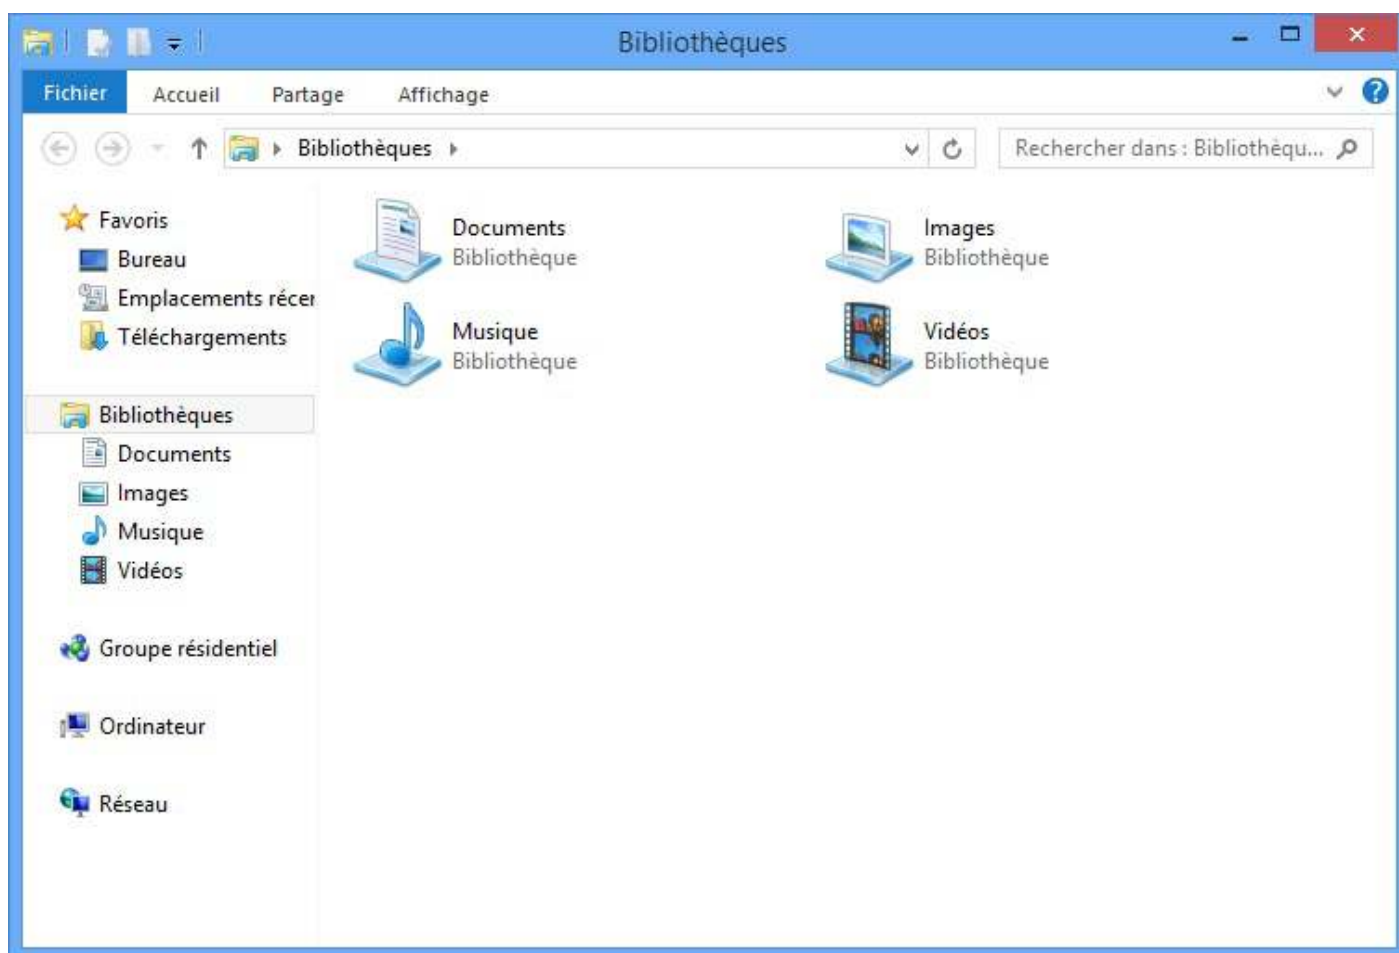 Bibliothèques
Fichier Accueil Partage Affichage
Bibliothèques
Rechercher dans : Bibliothèqu...
Favoris
Bureau
Emplacements récer
Téléchargements
Bibliothèques
Documents
Images
Musique
Vidéos
Groupe résidentiel
Ordinateur
Réseau
Documents
Bibliothèque
Images
Bibliothèque
Musique
Bibliothèque
Vidéos
Bibliothèque